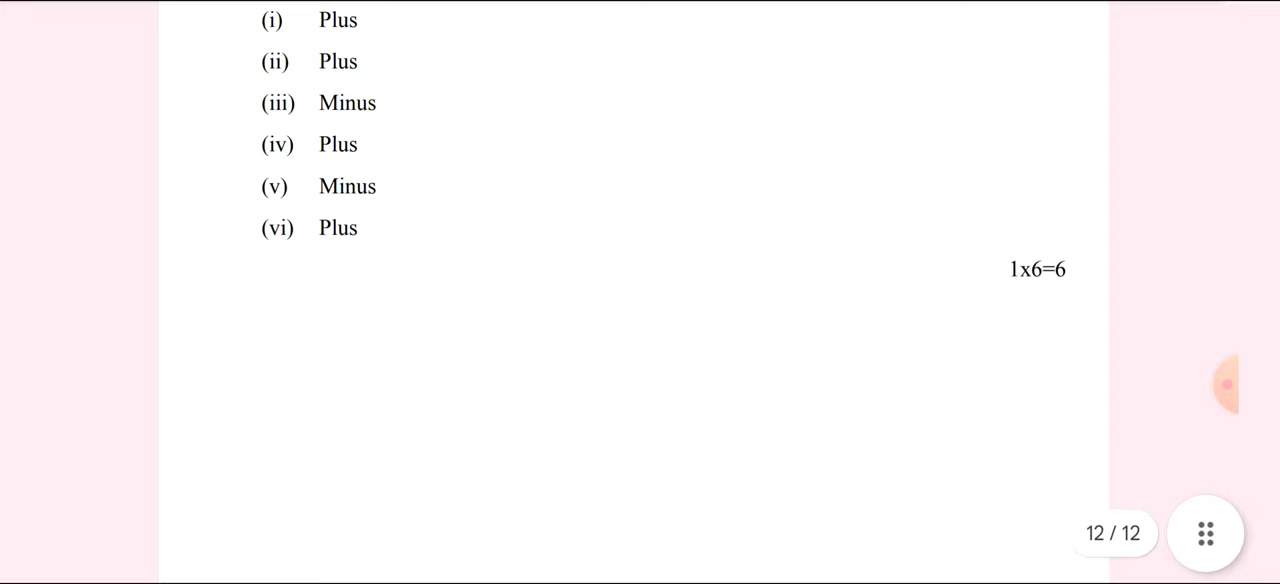 (i) Plus
(ii) Plus
(iii) Minus
(iv) Plus
(v) Minus
(vi) Plus
1x6=6
12 / 12